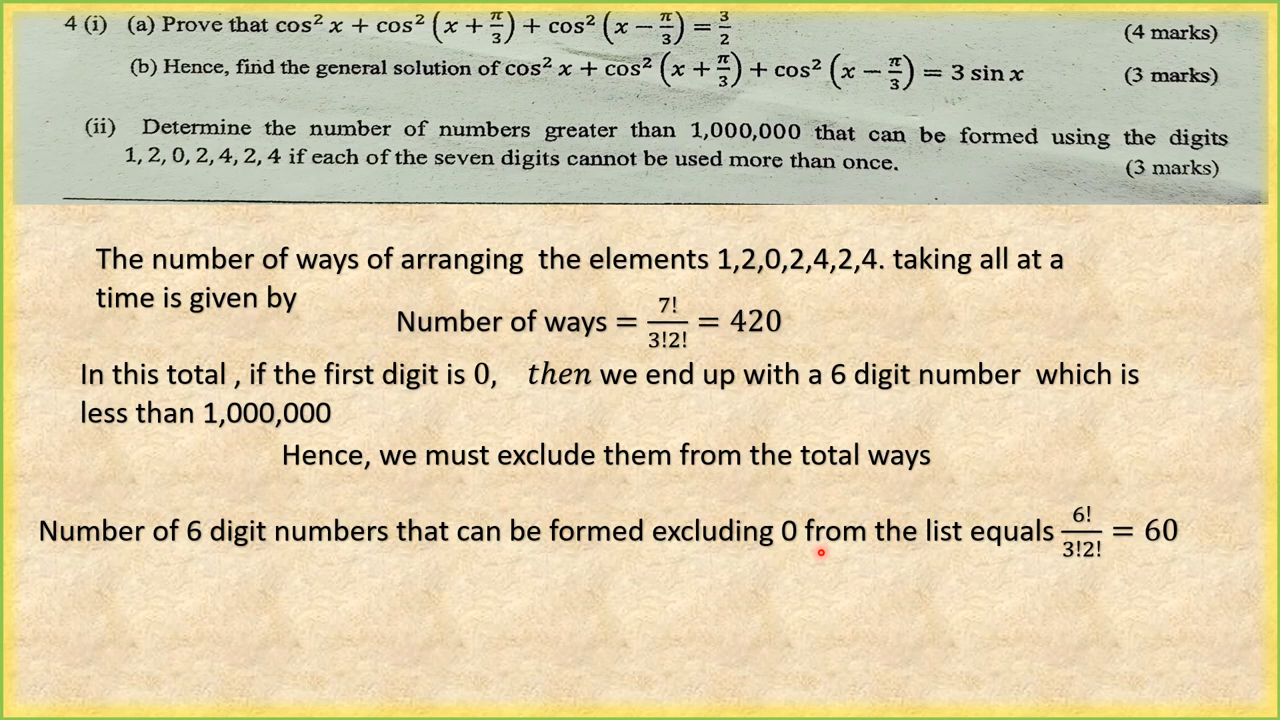 4 (i) (a) Prove that cos² x + cos² (x + π/3) + cos² (x − π/3) = 3/2 (4 marks)
(b) Hence, find the general solution of cos² x + cos² (x + π/3) + cos² (x − π/3) = 3 sin x (3 marks)
(ii) Determine the number of numbers greater than 1,000,000 that can be formed using the digits
1, 2, 0, 2, 4, 2, 4 if each of the seven digits cannot be used more than once. (3 marks)
The number of ways of arranging the elements 1,2,0,2,4,2,4. taking all at a
time is given by
Number of ways = 7!/3!2! = 420
In this total , if the first digit is 0, then we end up with a 6 digit number which is
less than 1,000,000
Hence, we must exclude them from the total ways
Number of 6 digit numbers that can be formed excluding 0 from the list equals 6!/3!2! = 60